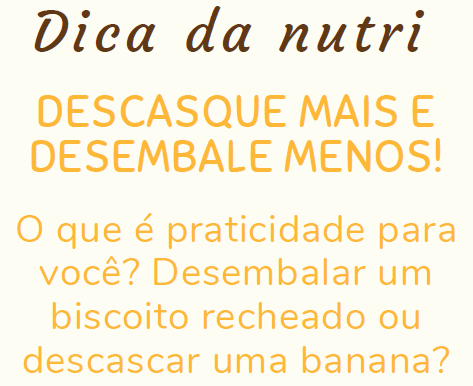 Dica da nutri
DESCASQUE MAIS E
DESEMBALE MENOS!
O que é praticidade para
você? Desembalar um
biscoito recheado ou
descascar uma banana?